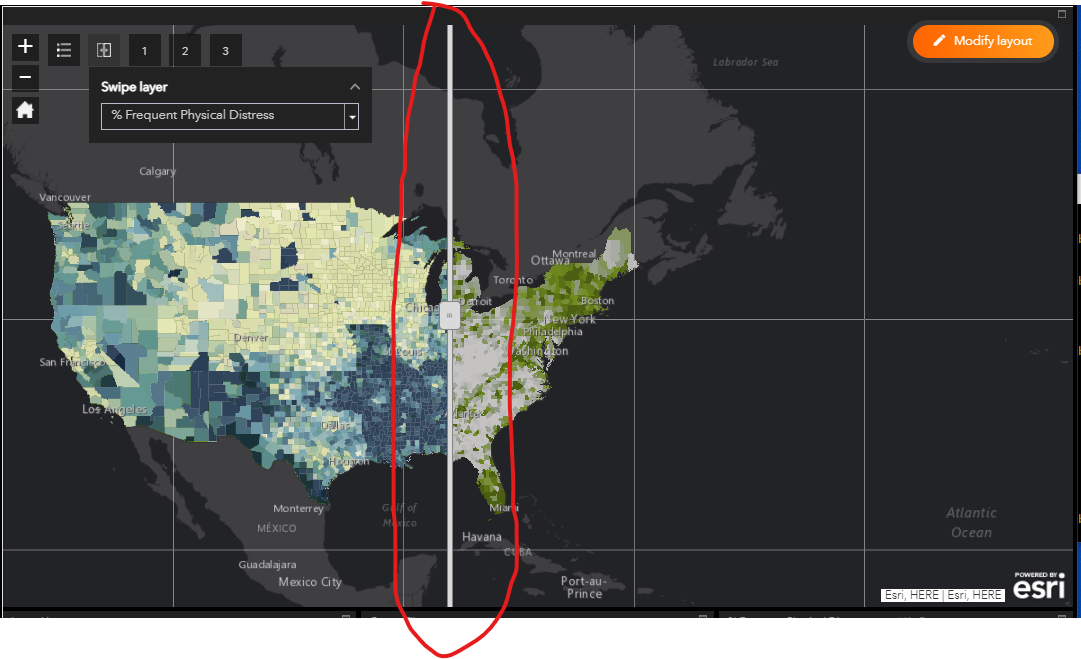 Modify layout
1 2 3
Swipe layer
% Frequent Physical Distress
Labrador Sea
Calgary
Vancouver
Seattle
Montreal
Ottawa
Toronto
Detroit
Chicago
Boston
New York
Philadelphia
Denver
St Louis
Washington
San Francisco
Los Angeles
Atlanta
Dallas
Houston
Monterrey
Gulf of
Mexico
Miami
MÉXICO
Havana
CUBA
Atlantic
Ocean
Guadalajara
Mexico City
Port-au-
Prince
POWERED BY
esri
Esri, HERE | Esri, HERE